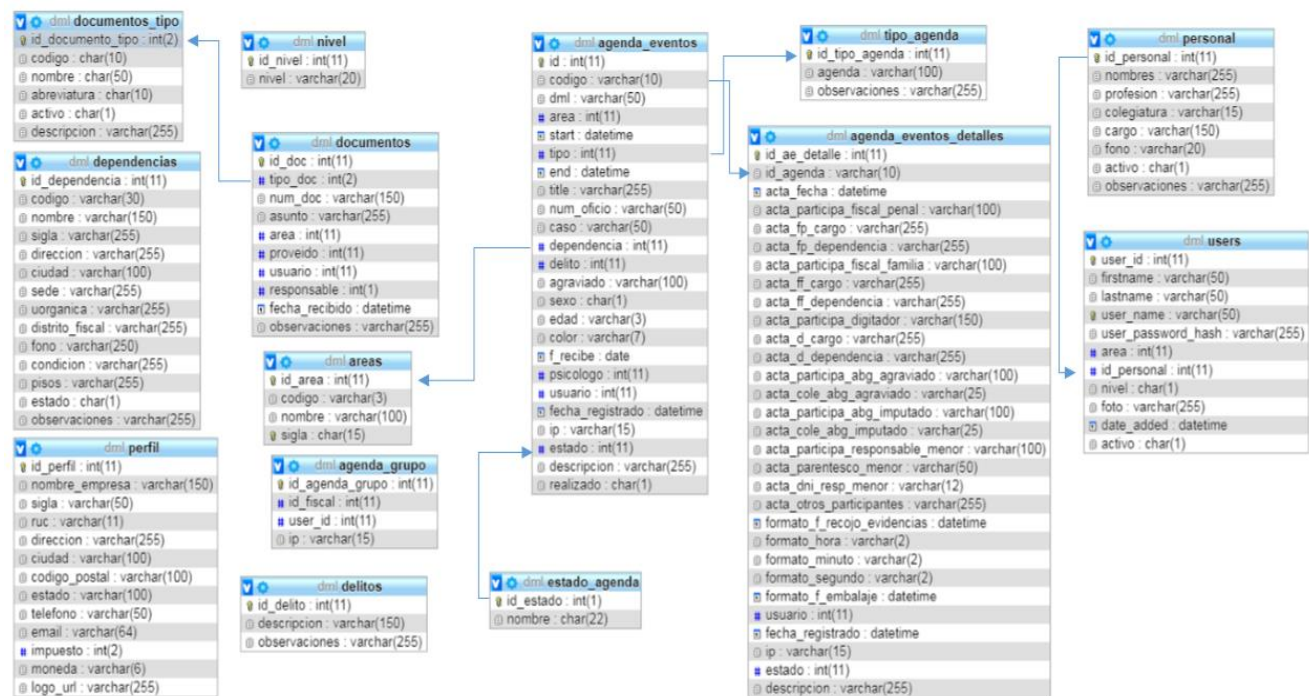 dml documentos_tipo
id_documento_tipo : int(2)
codigo : char(10)
nombre : char(50)
abreviatura : char(10)
activo : char(1)
descripcion : varchar(255)
dml dependencias
id_dependencia : int(11)
codigo : varchar(30)
nombre : varchar(150)
sigla : varchar(255)
direccion : varchar(255)
ciudad : varchar(100)
sede : varchar(255)
uorganica : varchar(255)
distrito_fiscal : varchar(255)
fono : varchar(250)
condicion : varchar(255)
pisos : varchar(255)
estado : char(1)
observaciones : varchar(255)
dml perfil
id_perfil : int(11)
nombre_empresa : varchar(150)
sigla : varchar(50)
ruc : varchar(11)
direccion : varchar(255)
ciudad : varchar(100)
codigo_postal : varchar(100)
estado : varchar(100)
telefono : varchar(50)
email : varchar(64)
impuesto : int(2)
moneda : varchar(6)
logo_url : varchar(255)
dml nivel
id_nivel : int(11)
nivel : varchar(20)
dml documentos
id_doc : int(11)
tipo_doc : int(2)
num_doc : varchar(150)
asunto : varchar(255)
area : int(11)
proveido : int(11)
usuario : int(11)
responsable : int(1)
fecha_recibido : datetime
observaciones : varchar(255)
dml areas
id_area : int(11)
codigo : varchar(3)
nombre : varchar(100)
sigla : char(15)
dml agenda_grupo
id_agenda_grupo : int(11)
id_fiscal : int(11)
user_id : int(11)
ip : varchar(15)
dml delitos
id_delito : int(11)
descripcion : varchar(150)
observaciones : varchar(255)
dml agenda_eventos
id : int(11)
codigo : varchar(10)
dml : varchar(50)
area : int(11)
start : datetime
tipo : int(11)
end : datetime
title : varchar(255)
num_oficio : varchar(50)
caso : varchar(50)
dependencia : int(11)
delito : int(11)
agraviado : varchar(100)
sexo : char(1)
edad : varchar(3)
color : varchar(7)
f_recibe : date
psicologo : int(11)
usuario : int(11)
fecha_registrado : datetime
ip : varchar(15)
estado : int(11)
descripcion : varchar(255)
realizado : char(1)
dml estado_agenda
id_estado : int(1)
nombre : char(22)
dml tipo_agenda
id_tipo_agenda : int(11)
agenda : varchar(100)
observaciones : varchar(255)
dml agenda_eventos_detalles
id_ae_detalle : int(11)
id_agenda : varchar(10)
acta_fecha : datetime
acta_participa_fiscal_penal : varchar(100)
acta_fp_cargo : varchar(255)
acta_fp_dependencia : varchar(255)
acta_participa_fiscal_familia : varchar(100)
acta_ff_cargo : varchar(255)
acta_ff_dependencia : varchar(255)
acta_participa_digitador : varchar(150)
acta_d_cargo : varchar(255)
acta_d_dependencia : varchar(255)
acta_participa_abg_agraviado : varchar(100)
acta_cole_abg_agraviado : varchar(25)
acta_participa_abg_imputado : varchar(100)
acta_cole_abg_imputado : varchar(25)
acta_participa_responsable_menor : varchar(100)
acta_parentesco_menor : varchar(50)
acta_dni_resp_menor : varchar(12)
acta_otros_participantes : varchar(255)
formato_f_recojo_evidencias : datetime
formato_hora : varchar(2)
formato_minuto : varchar(2)
formato_segundo : varchar(2)
formato_f_embalaje : datetime
usuario : int(11)
fecha_registrado : datetime
ip : varchar(15)
estado : int(11)
descripcion : varchar(255)
dml personal
id_personal : int(11)
nombres : varchar(255)
profesion : varchar(255)
colegiatura : varchar(15)
cargo : varchar(150)
fono : varchar(20)
activo : char(1)
observaciones : varchar(255)
dml users
user_id : int(11)
firstname : varchar(50)
lastname : varchar(50)
user_name : varchar(50)
user_password_hash : varchar(255)
area : int(11)
id_personal : int(11)
nivel : char(1)
foto : varchar(255)
date_added : datetime
activo : char(1)